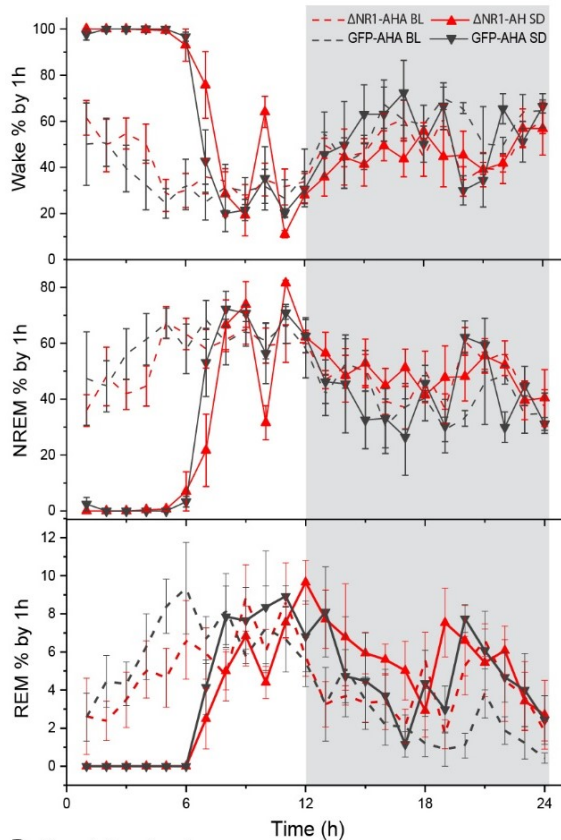 ΔNR1-AHA BL ΔNR1-AH SD
GFP-AHA BL GFP-AHA SD
Wake % by 1h
100
80
60
40
20
0
NREM % by 1h
80
60
40
20
0
REM % by 1h
12
10
8
6
4
2
0
0 6 12 18 24
Time (h)